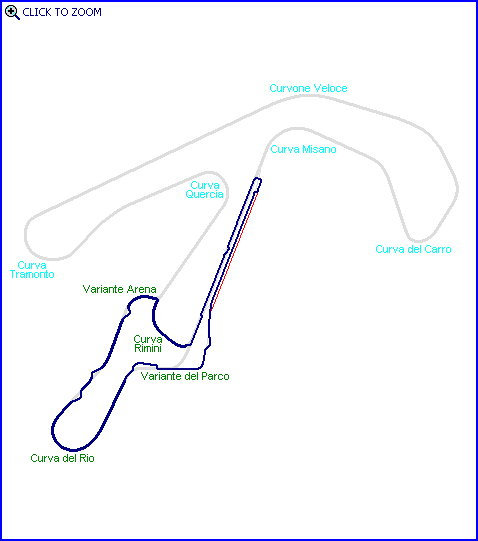 CLICK TO ZOOM
Curvone Veloce
Curva Misano
Curva
Quercia
Curva del Carro
Curva
Tramonto
Variante Arena
Curva
Rimini
Variante del Parco
Curva del Rio